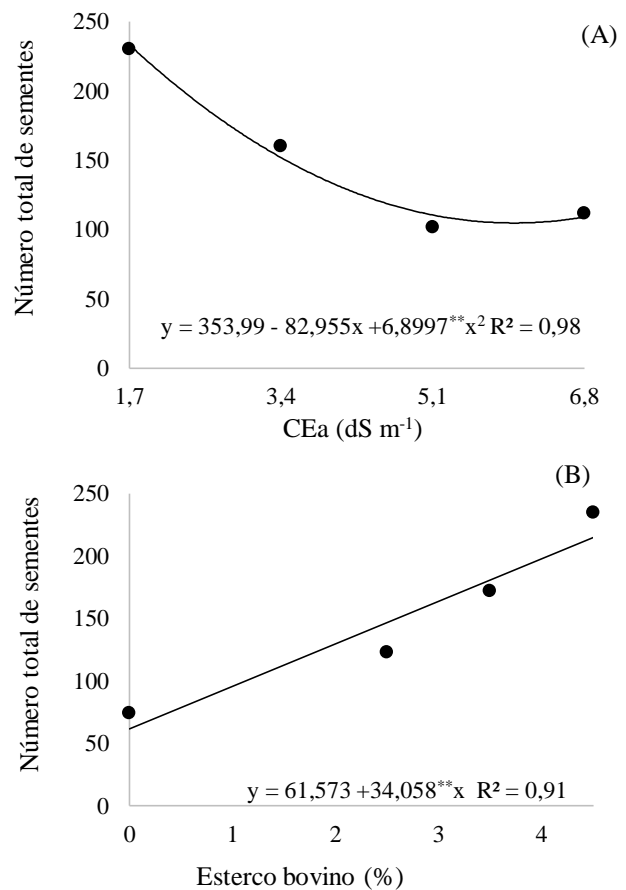 (A)
250
200
150
100
50
0
Número total de sementes
y = 353,99 - 82,955x +6,8997**x² R² = 0,98
1,7 3,4 5,1 6,8
CEa (dS m⁻¹)
(B)
250
200
150
100
50
0
Número total de sementes
y = 61,573 +34,058**x R² = 0,91
0 1 2 3 4
Esterco bovino (%)